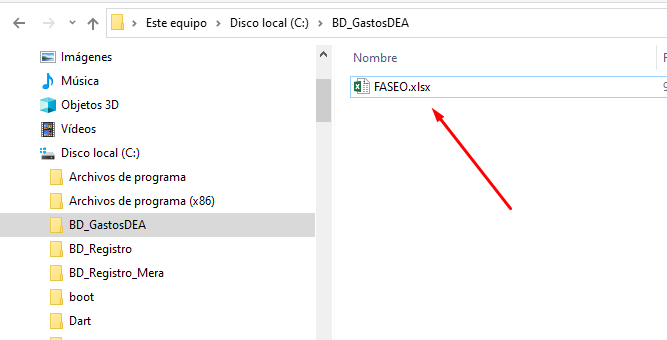 Este equipo > Disco local (C:) > BD_GastosDEA
Imágenes
Música
Objetos 3D
Vídeos
Disco local (C:)
Archivos de programa
Archivos de programa (x86)
BD_GastosDEA
BD_Registro
BD_Registro_Mera
boot
Dart
Nombre
FASEO.xlsx